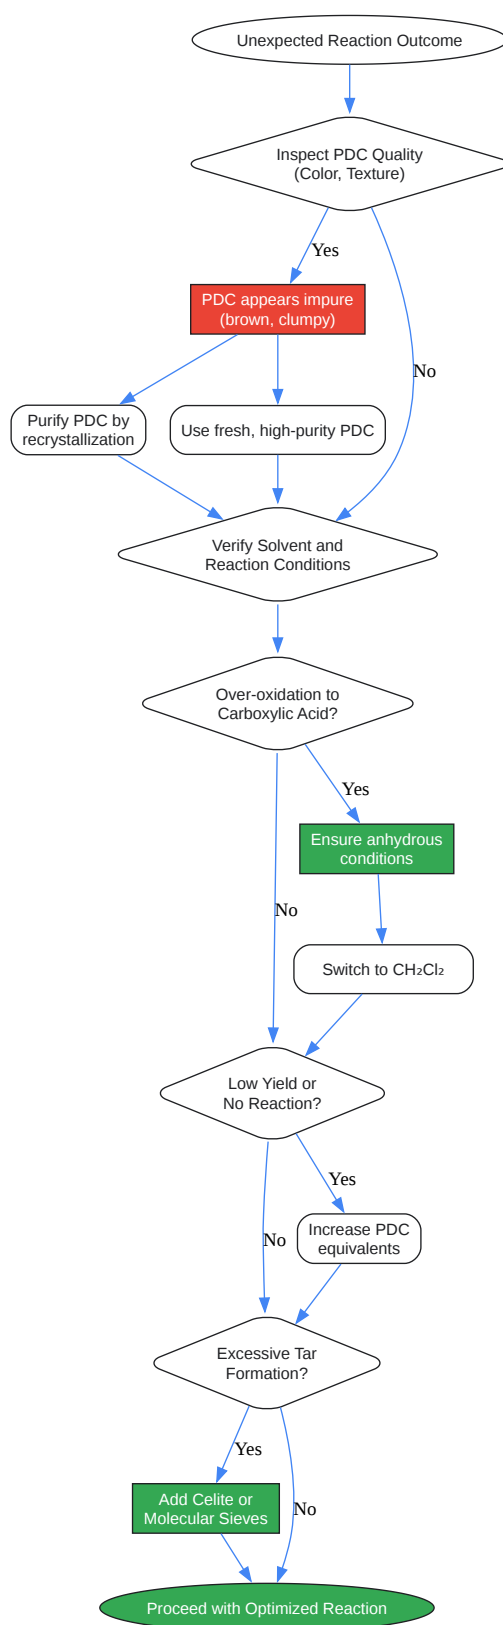 Unexpected Reaction Outcome
Inspect PDC Quality
(Color, Texture)
Yes
PDC appears impure
(brown, clumpy)
No
Purify PDC by
recrystallization
Use fresh, high-purity PDC
Verify Solvent and
Reaction Conditions
Over-oxidation to
Carboxylic Acid?
Yes
Ensure anhydrous
conditions
No
Switch to CH₂Cl₂
Low Yield or
No Reaction?
Yes
Increase PDC
equivalents
No
Excessive Tar
Formation?
Yes
Add Celite or
Molecular Sieves
No
Proceed with Optimized Reaction